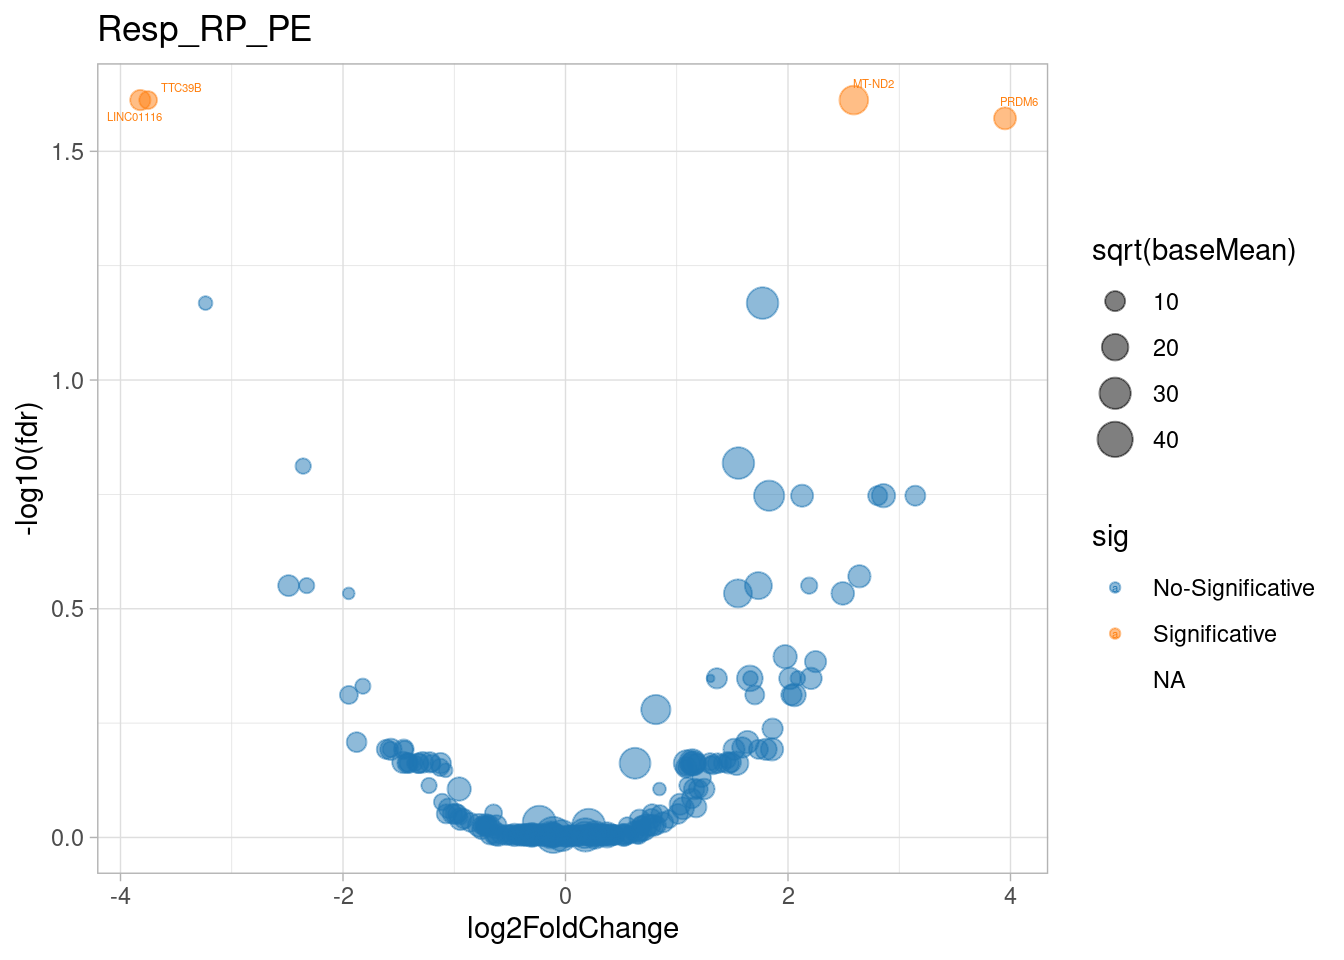 Resp_RP_PE
TTC39B
LINC01116
MT-ND2
PRDM6
1.5
1.0
0.5
0.0
-log10(fdr)
-4
-2
0
2
4
log2FoldChange
sqrt(baseMean)
10
20
30
40
sig
a No-Significative
a Significative
NA